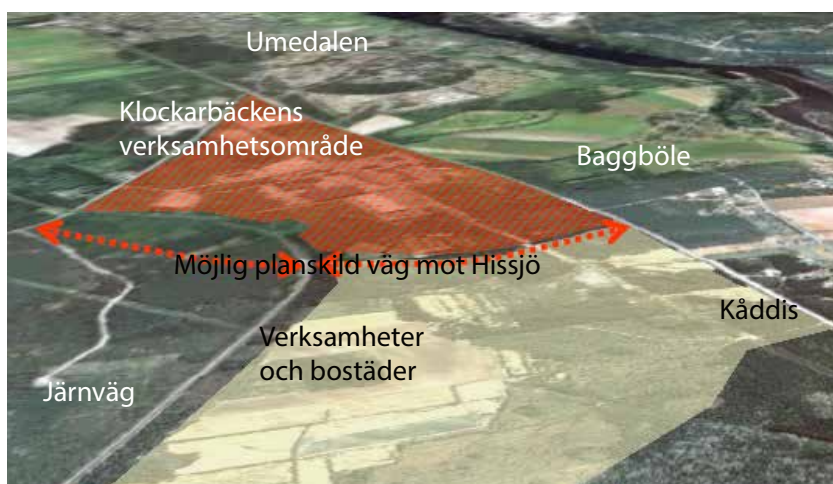 Umedalen
Klockarbäckens
verksamhetsområde
Baggböle
Möjlig planskild väg mot Hissjö
Kåddis
Verksamheter
och bostäder
Järnväg